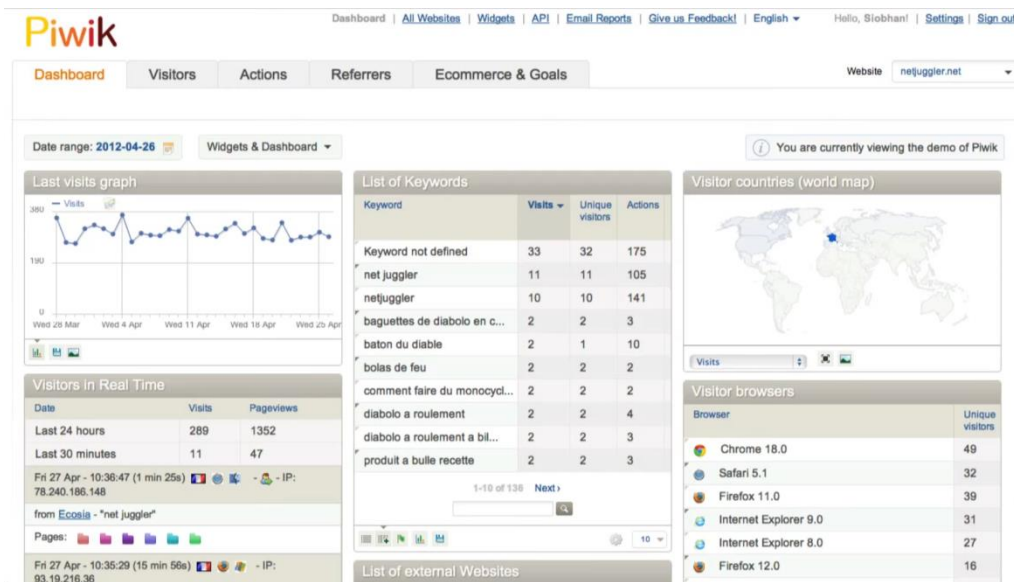 Piwik
Dashboard | All Websites | Widgets | API | Email Reports | Give us Feedback! | English
Hello, Siobhan! | Settings | Sign out
Dashboard Visitors Actions Referrers Ecommerce & Goals
Website netjuggler.net
Date range: 2012-04-26
Widgets & Dashboard
You are currently viewing the demo of Piwik
Last visits graph
Visits
380
190
0
Wed 28 Mar Wed 4 Apr Wed 11 Apr Wed 18 Apr Wed 25 Apr
Visitors in Real Time
Date Visits Pageviews
Last 24 hours 289 1352
Last 30 minutes 11 47
Fri 27 Apr - 10:36:47 (1 min 25s) - - IP:
78.240.186.148
from Ecosia - "net juggler"
Pages:
Fri 27 Apr - 10:35:29 (15 min 56s) - IP:
93.19.216.36
List of Keywords
Keyword Visits Unique visitors Actions
Keyword not defined 33 32 175
net juggler 11 11 105
netjuggler 10 10 141
baguettes de diabolo en c... 2 2 3
baton du diable 2 1 10
bolas de feu 2 2 2
comment faire du monocycl... 2 2 2
diabolo a roulement 2 2 4
diabolo a roulement a bil... 2 2 3
produit a bulle recette 2 2 3
1-10 of 136 Next ›
10
List of external Websites
Visitor countries (world map)
Visits
Visitor browsers
Browser Unique visitors
Chrome 18.0 49
Safari 5.1 32
Firefox 11.0 39
Internet Explorer 9.0 31
Internet Explorer 8.0 27
Firefox 12.0 16